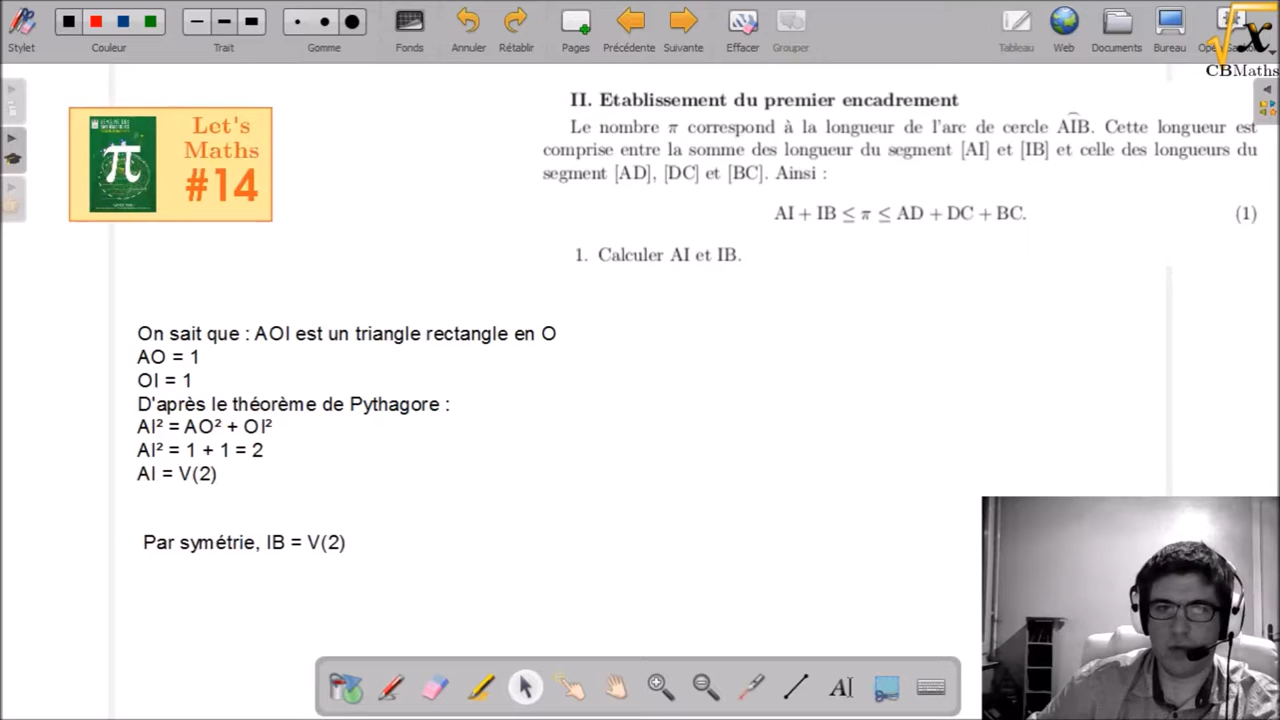 Stylet
Couleur
Trait
Gomme
Fonds
Annuler
Rétablir
Pages
Précédente
Suivante
Effacer
Grouper
Tableau
Web
Documents
Bureau
CBMaths
Let's
Maths
#14
π
II. Etablissement du premier encadrement
Le nombre π correspond à la longueur de l'arc de cercle AIB. Cette longueur est
comprise entre la somme des longueur du segment [AI] et [IB] et celle des longueurs du
segment [AD], [DC] et [BC]. Ainsi :
AI + IB ≤ π ≤ AD + DC + BC. (1)
1. Calculer AI et IB.
On sait que : AOI est un triangle rectangle en O
AO = 1
OI = 1
D'après le théorème de Pythagore :
AI² = AO² + OI²
AI² = 1 + 1 = 2
AI = V(2)
Par symétrie, IB = V(2)